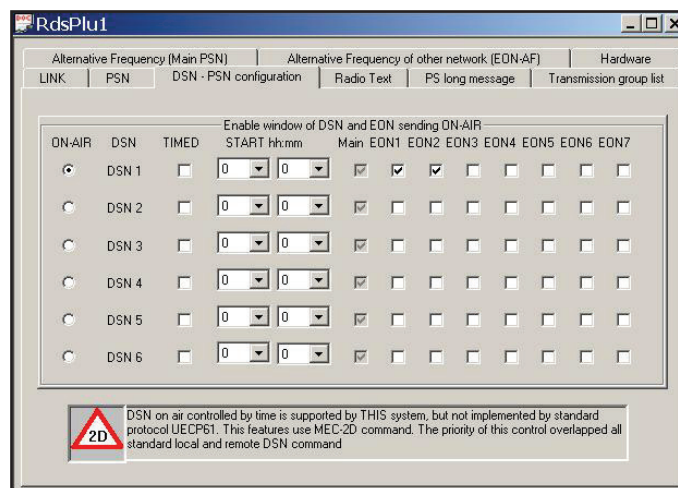 RdsPlu1
Alternative Frequency (Main PSN) Alternative Frequency of other network (EON-AF) Hardware
LINK PSN DSN - PSN configuration Radio Text PS long message Transmission group list
Enable window of DSN and EON sending ON-AIR
ON-AIR DSN TIMED START hh:mm Main EON1 EON2 EON3 EON4 EON5 EON6 EON7
DSN 1 0 0
DSN 2 0 0
DSN 3 0 0
DSN 4 0 0
DSN 5 0 0
DSN 6 0 0
2D
DSN on air controlled by time is supported by THIS system, but not implemented by standard
protocol UECP61. This features use MEC-2D command. The priority of this control overlapped all
standard local and remote DSN command